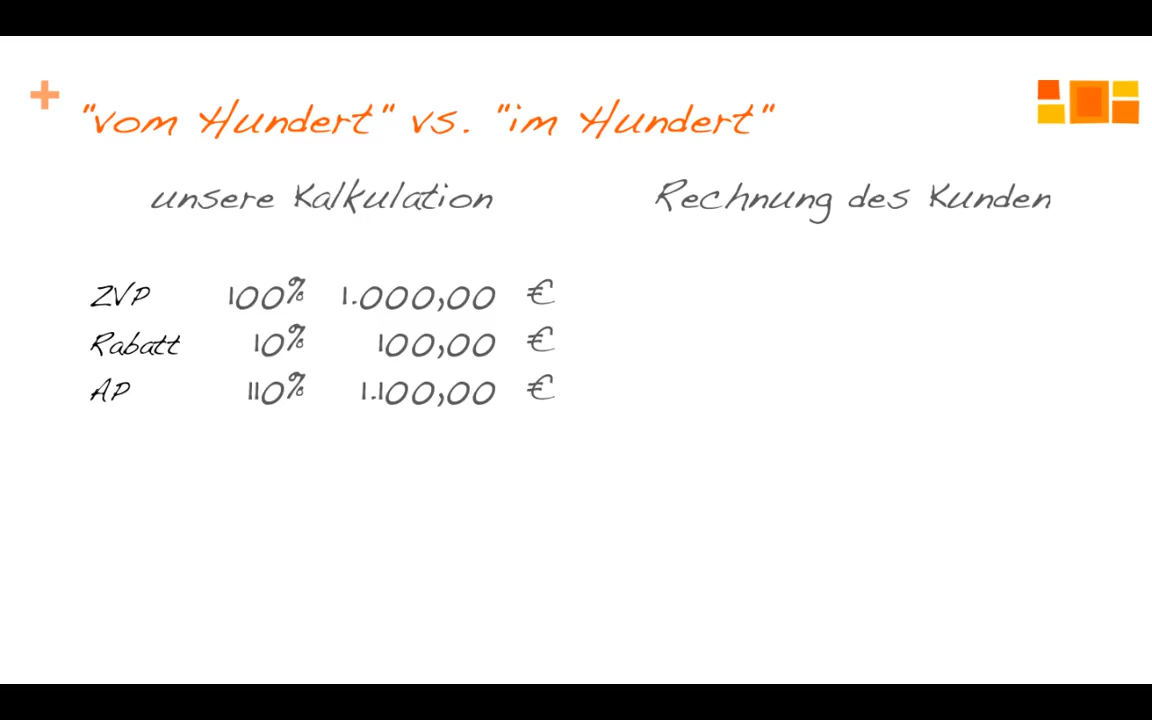 + "vom Hundert" vs. "im Hundert"
unsere Kalkulation Rechnung des Kunden
ZVP 100% 1.000,00 €
Rabatt 10% 100,00 €
AP 110% 1.100,00 €